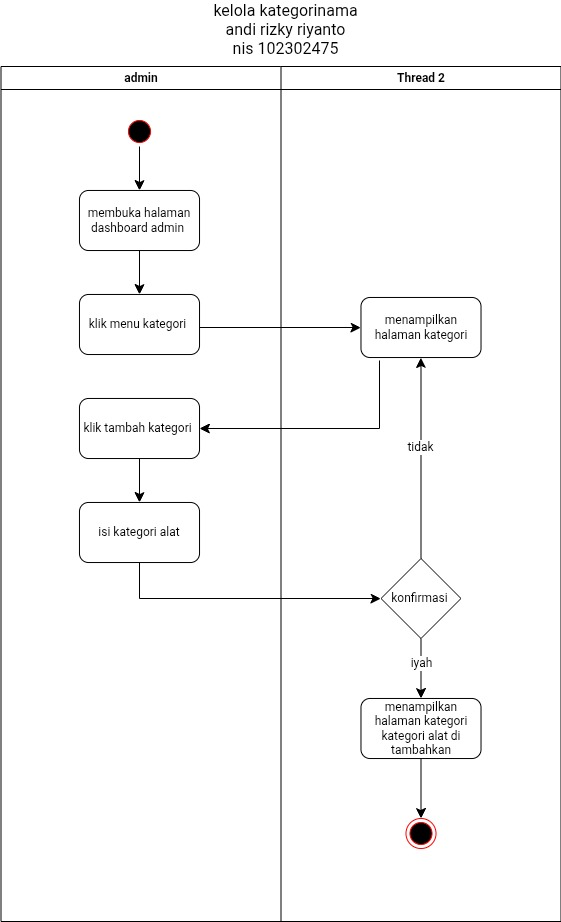 kelola kategorinama
andi rizky riyanto
nis 102302475
admin
Thread 2
membuka halaman
dashboard admin
klik menu kategori
menampilkan
halaman kategori
klik tambah kategori
tidak
isi kategori alat
konfirmasi
iyah
menampilkan
halaman kategori
kategori alat di
tambahkan